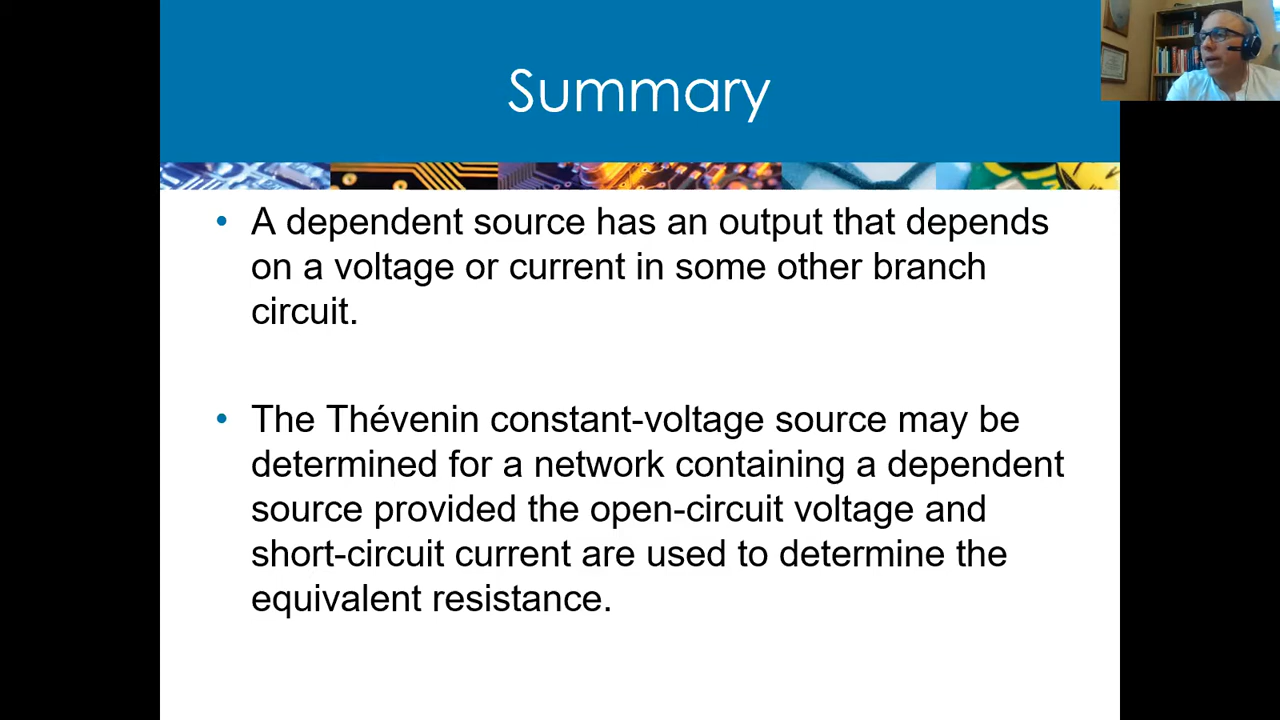 Summary
• A dependent source has an output that depends
on a voltage or current in some other branch
circuit.
• The Thévenin constant-voltage source may be
determined for a network containing a dependent
source provided the open-circuit voltage and
short-circuit current are used to determine the
equivalent resistance.